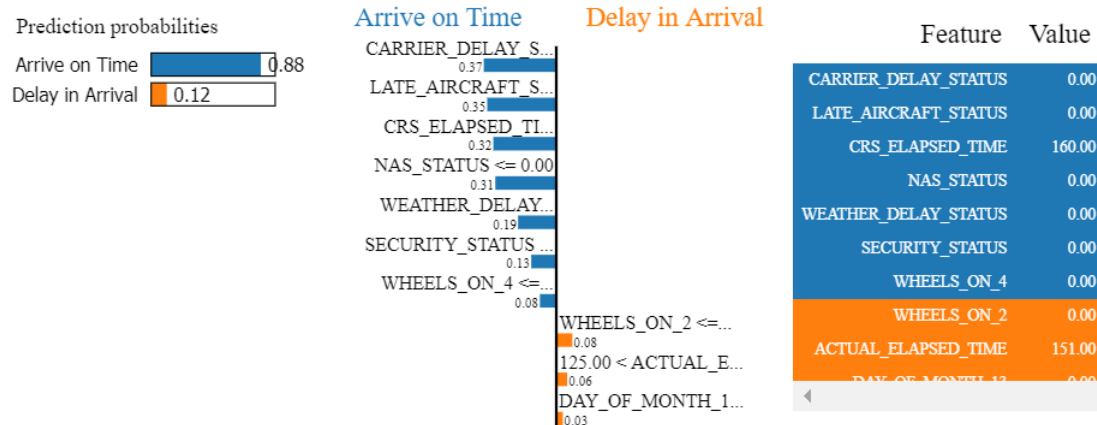 Prediction probabilities
Arrive on Time 0.88
Delay in Arrival 0.12
Arrive on Time Delay in Arrival
CARRIER_DELAY_S...
0.37
LATE_AIRCRAFT_S...
0.35
CRS_ELAPSED_TI...
0.32
NAS_STATUS <= 0.00
0.31
WEATHER_DELAY...
0.19
SECURITY_STATUS ...
0.13
WHEELS_ON_4 <=...
0.08
WHEELS_ON_2 <=...
0.08
125.00 < ACTUAL_E...
0.06
DAY_OF_MONTH_1...
0.03
Feature Value
CARRIER_DELAY_STATUS 0.00
LATE_AIRCRAFT_STATUS 0.00
CRS_ELAPSED_TIME 160.00
NAS_STATUS 0.00
WEATHER_DELAY_STATUS 0.00
SECURITY_STATUS 0.00
WHEELS_ON_4 0.00
WHEELS_ON_2 0.00
ACTUAL_ELAPSED_TIME 151.00
DAY_OF_MONTH_13 0.00